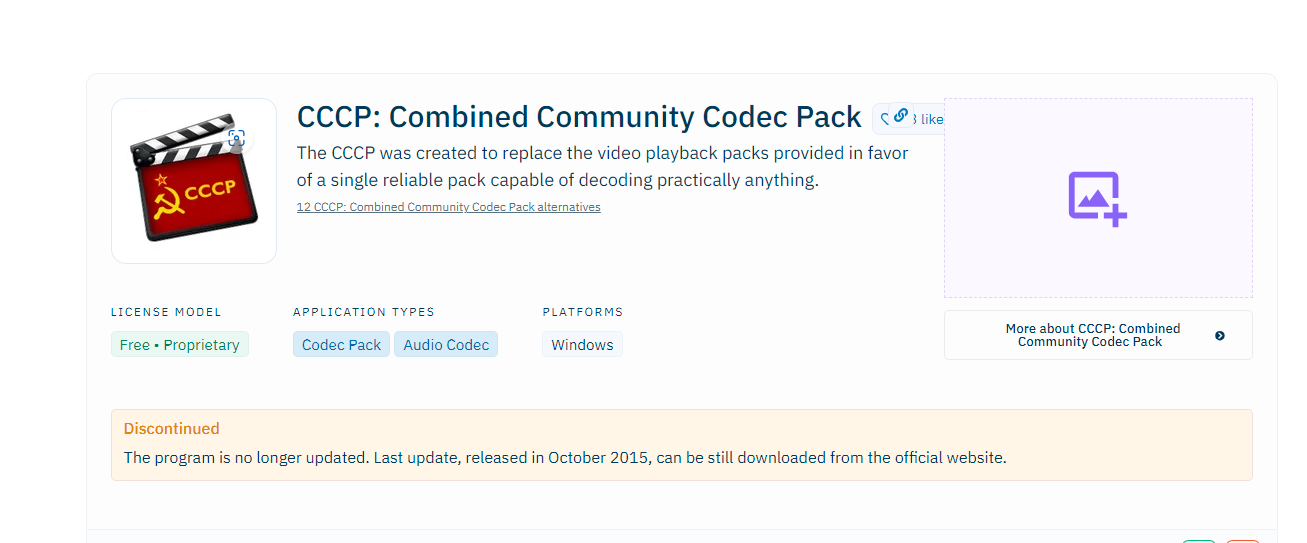 CCCP
CCCP: Combined Community Codec Pack
like
The CCCP was created to replace the video playback packs provided in favor
of a single reliable pack capable of decoding practically anything.
12 CCCP: Combined Community Codec Pack alternatives
LICENSE MODEL
Free • Proprietary
APPLICATION TYPES
Codec Pack
Audio Codec
PLATFORMS
Windows
More about CCCP: Combined
Community Codec Pack
Discontinued
The program is no longer updated. Last update, released in October 2015, can be still downloaded from the official website.